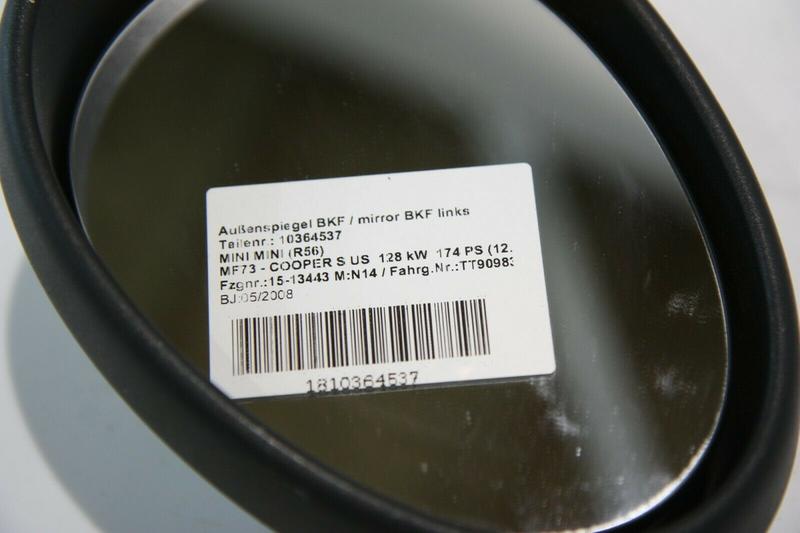 Außenspiegel BKF / mirror BKF links
Teilenr.: 10364537
MINI MINI (R56)
MF73 - COOPER S US 128 kW 174 PS (12.
Fzgnr.:15-13443 M:N14 / Fahrg.Nr.:TT90983
BJ:05/2008
1810364537